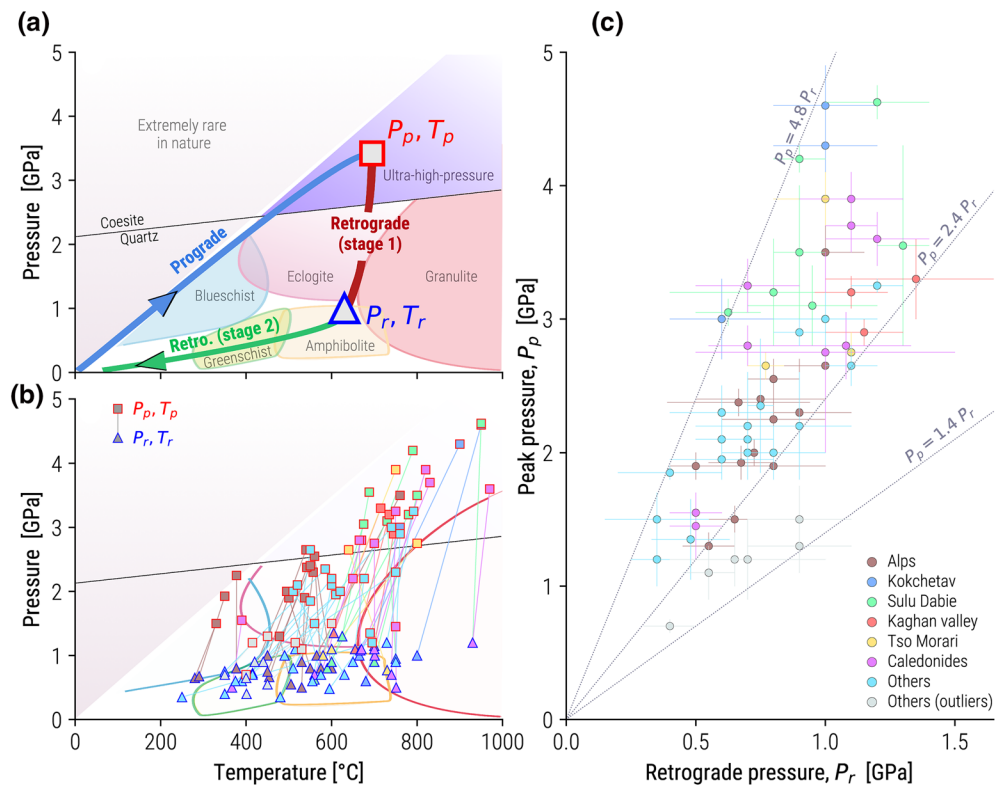 (a)
5
4
3
2
1
0
Pressure [GPa]
Extremely rare
in nature
Pp, Tp
Ultra-high-pressure
Coesite
Quartz
Prograde
Retrograde
(stage 1)
Eclogite
Granulite
Blueschist
Pr, Tr
Retro. (stage 2)
Greenschist
Amphibolite
(b)
5
4
3
2
1
0
Pressure [GPa]
Pp, Tp
Pr, Tr
0
200
400
600
800
1000
Temperature [°C]
(c)
5
4
3
2
1
0
Peak pressure, Pp [GPa]
Pp = 4.8 Pr
Pp = 2.4 Pr
Pp = 1.4 Pr
Alps
Kokchetav
Sulu Dabie
Kaghan valley
Tso Morari
Caledonides
Others
Others (outliers)
0.0
0.5
1.0
1.5
Retrograde pressure, Pr [GPa]